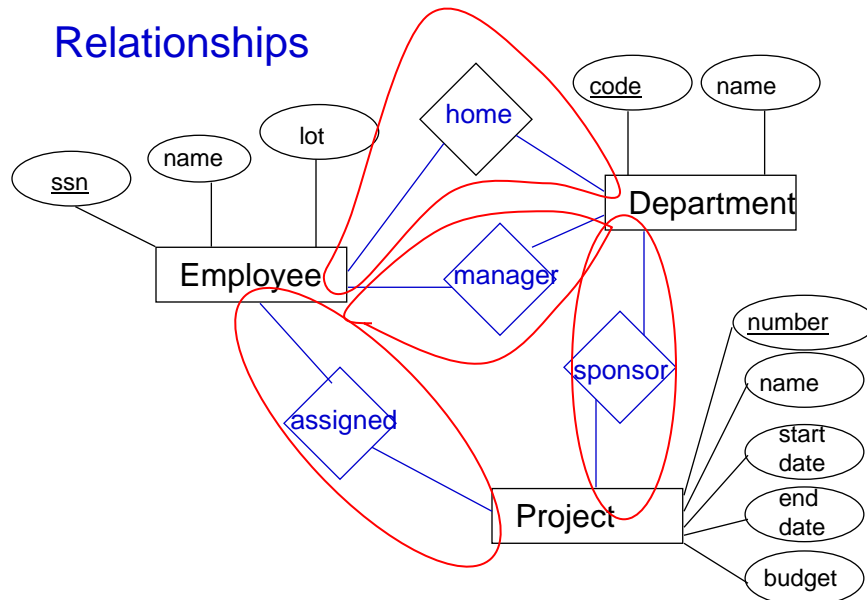 Relationships
code
name
home
lot
name
ssn
Department
Employee
manager
number
sponsor
name
assigned
start
date
Project
end
date
budget